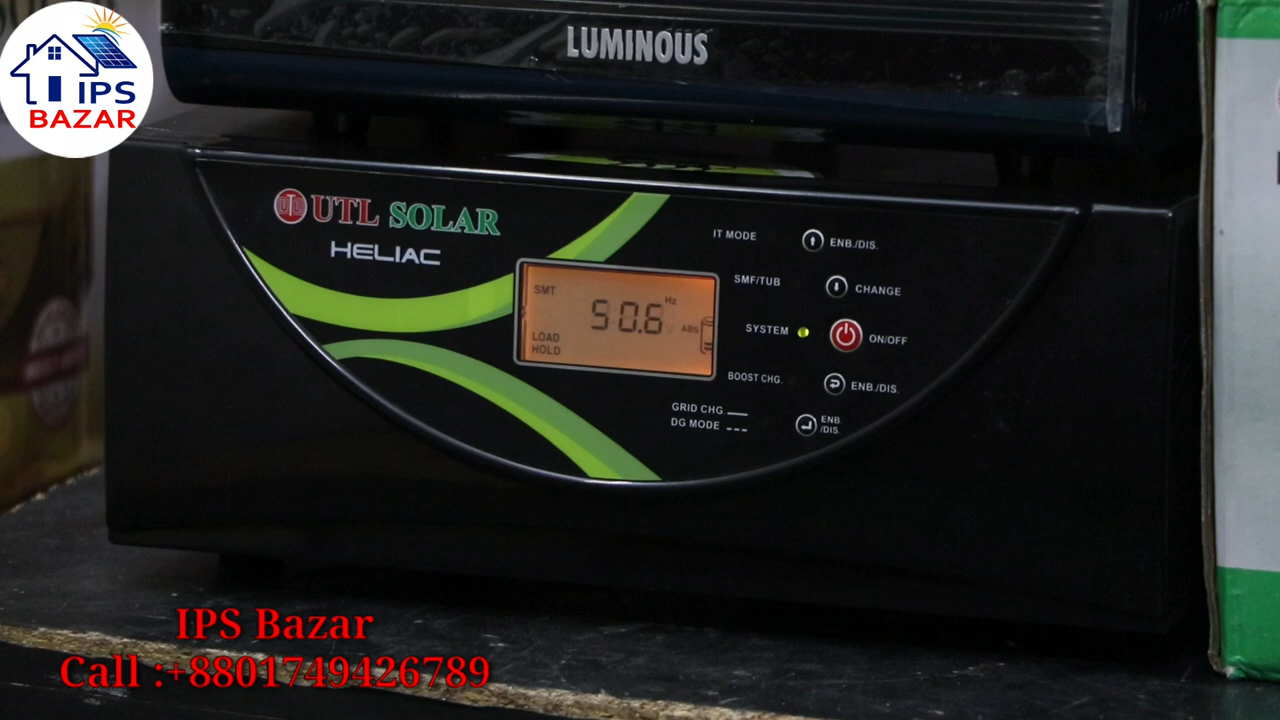 IPS
BAZAR
LUMINOUS
UTL SOLAR
HELIAC
SMT
50.6 Hz
ABS
LOAD
HOLD
IT MODE
ENB./DIS.
SMF/TUB
CHANGE
SYSTEM
ON/OFF
BOOST CHG.
ENB./DIS.
GRID CHG.
DG MODE
ENB
/DIS.
IPS Bazar
Call :+8801749426789